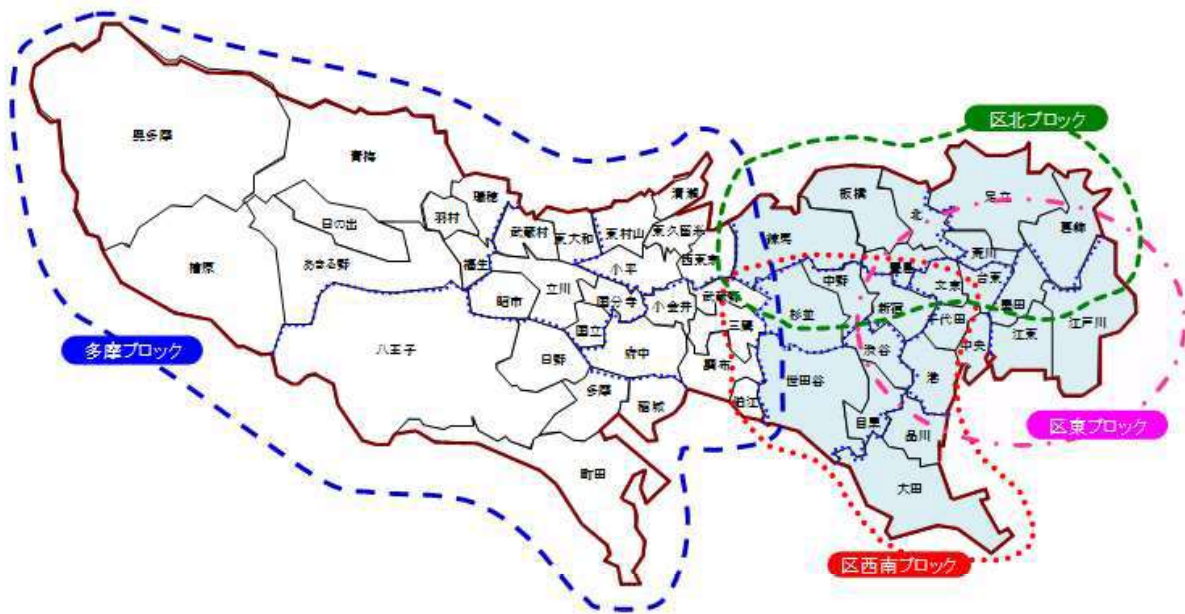 区北ブロック
奥多摩
青梅
清瀬
板橋
足立
瑞穂
北
葛飾
羽村
日の出
武蔵村
東大和
東村山
東久留米
練馬
荒川
西東京
檜原
あきる野
福生
小平
豊島
台東
文京
中野
昭市
立川
国分寺
小金井
武蔵野
杉並
新宿
墨田
江戸川
千代田
江東
三鷹
国立
八王子
府中
中央
多摩ブロック
日野
調布
渋谷
世田谷
港
多摩
稲城
狛江
目黒
区東ブロック
品川
町田
大田
区西南ブロック